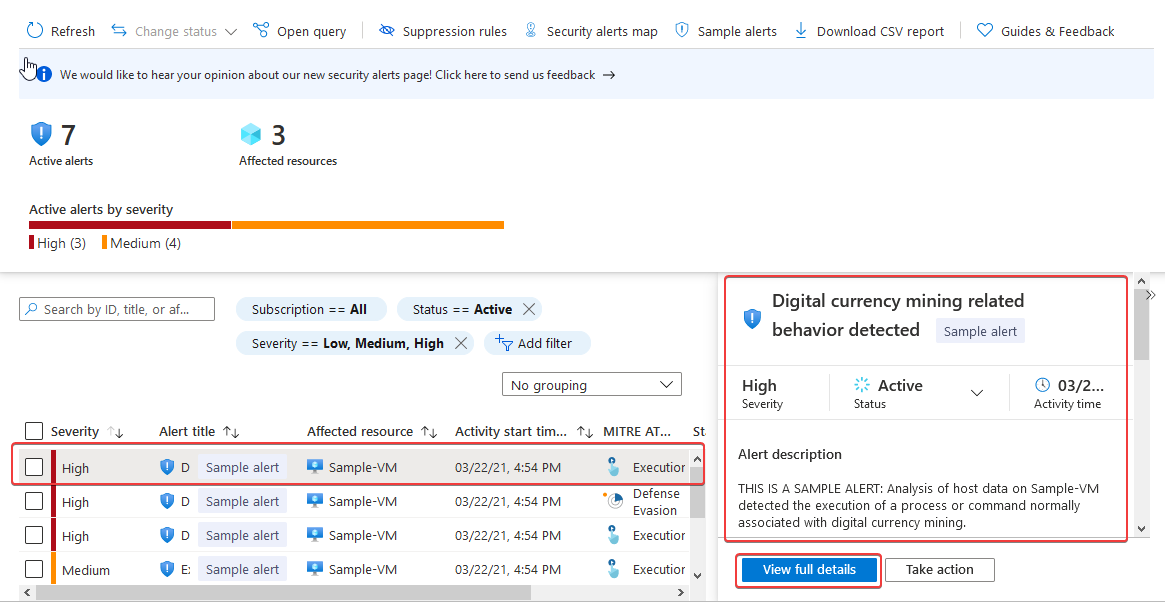 Refresh Change status Open query Suppression rules Security alerts map Sample alerts Download CSV report Guides & Feedback
We would like to hear your opinion about our new security alerts page! Click here to send us feedback →
7
Active alerts
3
Affected resources
Active alerts by severity
High (3) Medium (4)
Search by ID, title, or af...
Subscription == All
Status == Active
Severity == Low, Medium, High
Add filter
No grouping
Severity Alert title Affected resource Activity start tim... MITRE AT... St
High D Sample alert Sample-VM 03/22/21, 4:54 PM Execution
High D Sample alert Sample-VM 03/22/21, 4:54 PM Defense
Evasion
High D Sample alert Sample-VM 03/22/21, 4:54 PM Execution
Medium E: Sample alert Sample-VM 03/22/21, 4:54 PM Execution
Digital currency mining related
behavior detected Sample alert
High Active 03/2...
Severity Status Activity time
Alert description
THIS IS A SAMPLE ALERT: Analysis of host data on Sample-VM
detected the execution of a process or command normally
associated with digital currency mining.
View full details Take action